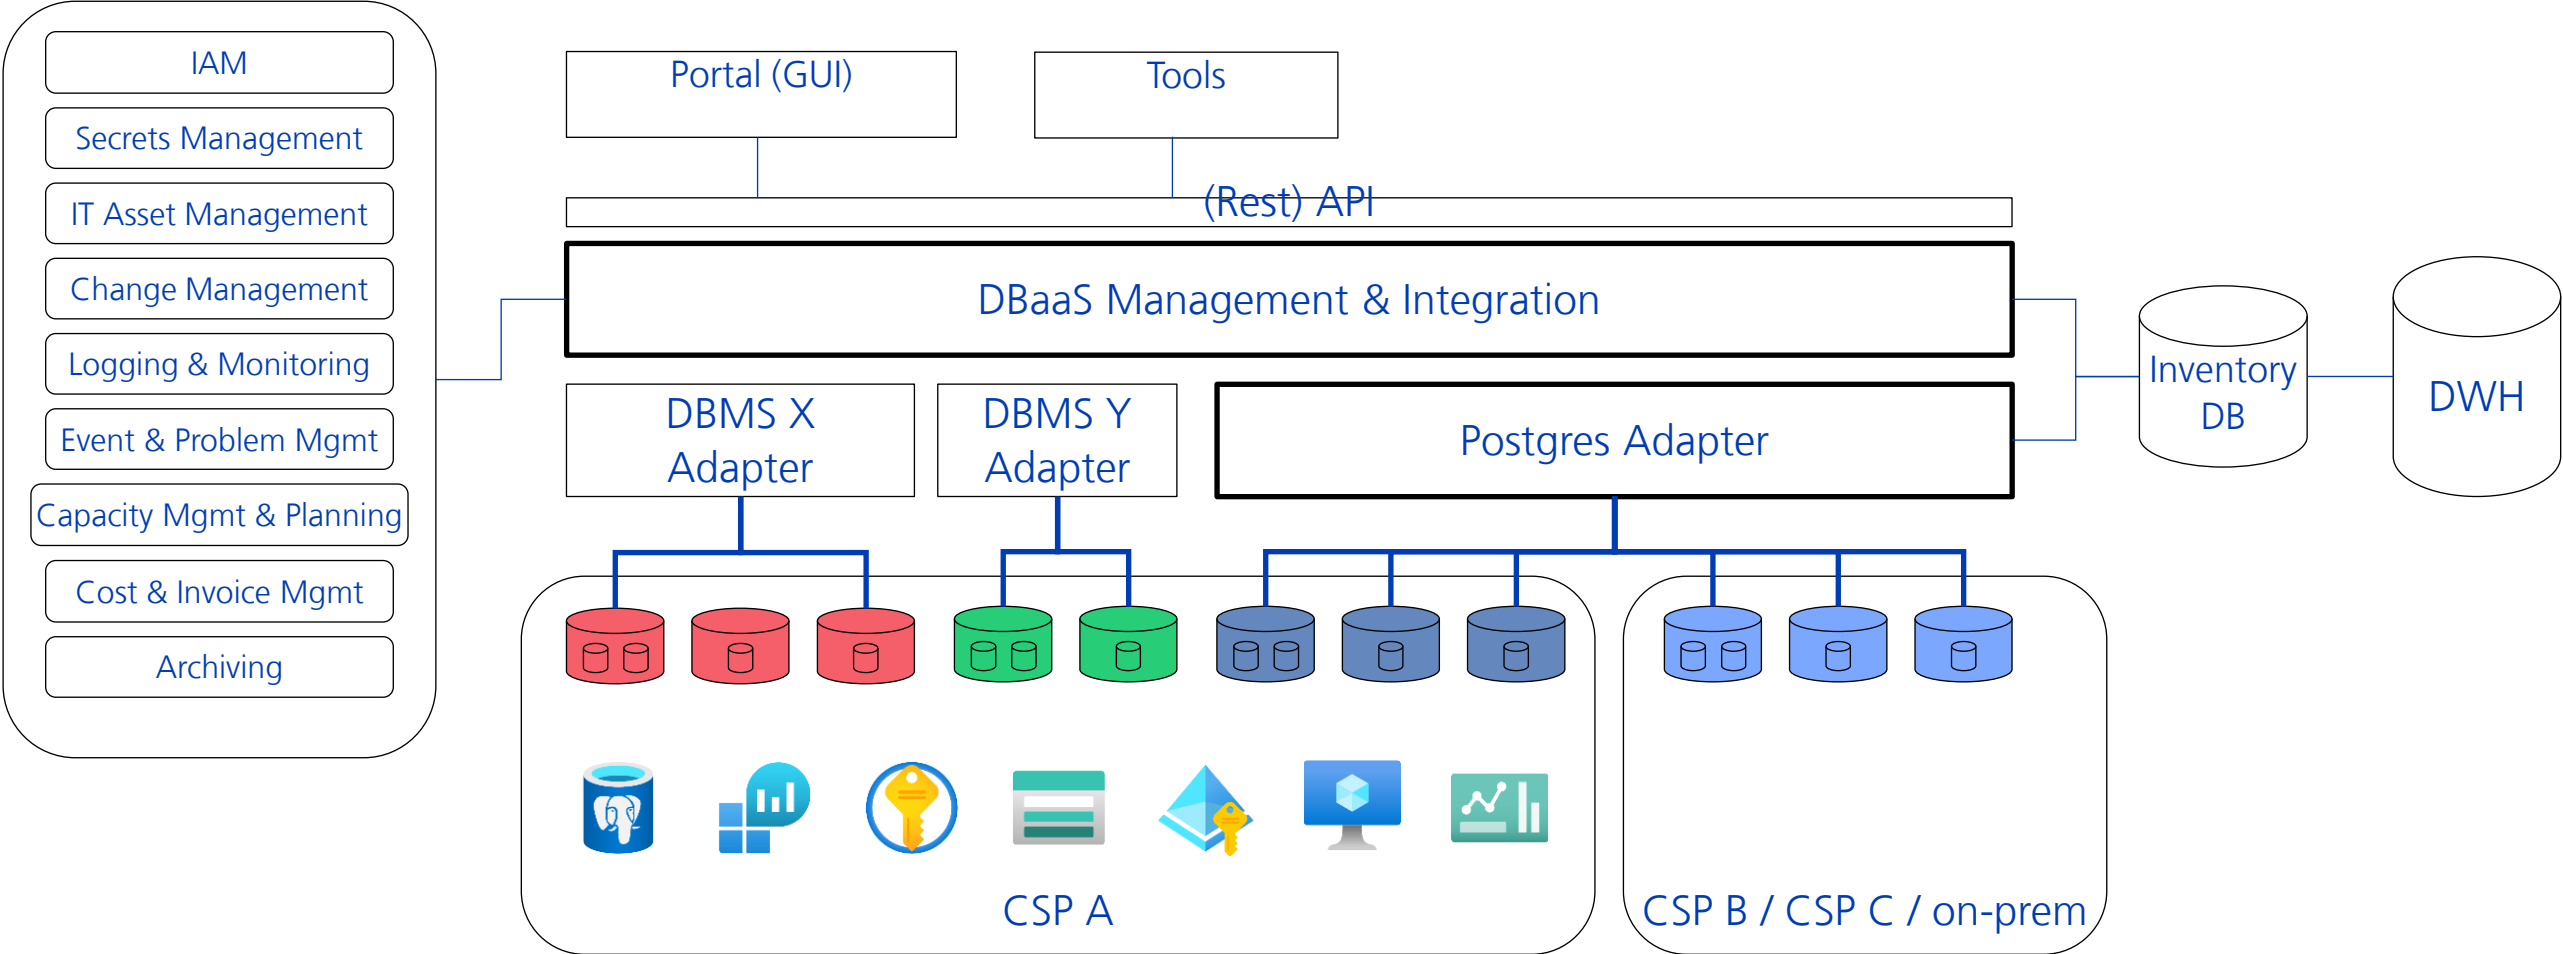 IAM
Secrets Management
IT Asset Management
Change Management
Logging & Monitoring
Event & Problem Mgmt
Capacity Mgmt & Planning
Cost & Invoice Mgmt
Archiving
Portal (GUI)
Tools
(Rest) API
DBaaS Management & Integration
DBMS X
Adapter
DBMS Y
Adapter
Postgres Adapter
Inventory
DB
DWH
CSP A
CSP B / CSP C / on-prem